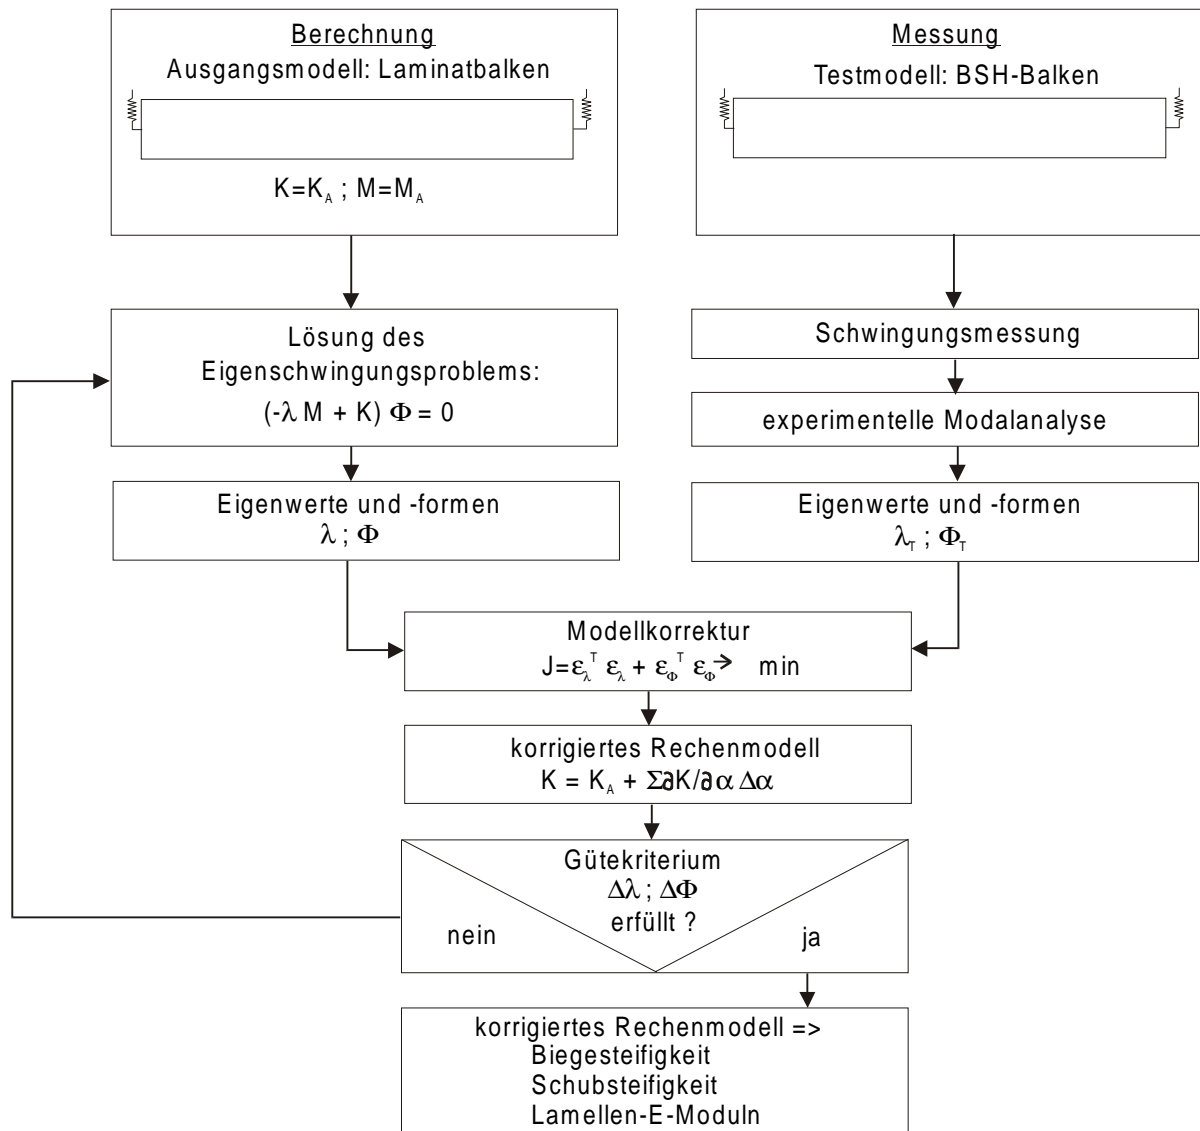 Berechnung
Ausgangsmodell: Laminatbalken
K=K_A ; M=M_A
Messung
Testmodell: BSH-Balken
Lösung des
Eigenschwingungsproblems:
(-λ M + K) Φ = 0
Schwingungsmessung
experimentelle Modalanalyse
Eigenwerte und -formen
λ ; Φ
Eigenwerte und -formen
λ_T ; Φ_T
Modellkorrektur
J=ε_λ^T ε_λ + ε_Φ^T ε_Φ → min
korrigiertes Rechenmodell
K = K_A + Σ∂K/∂α Δα
Gütekriterium
Δλ ; ΔΦ
erfüllt ?
nein
ja
korrigiertes Rechenmodell =>
Biegesteifigkeit
Schubsteifigkeit
Lamellen-E-Moduln